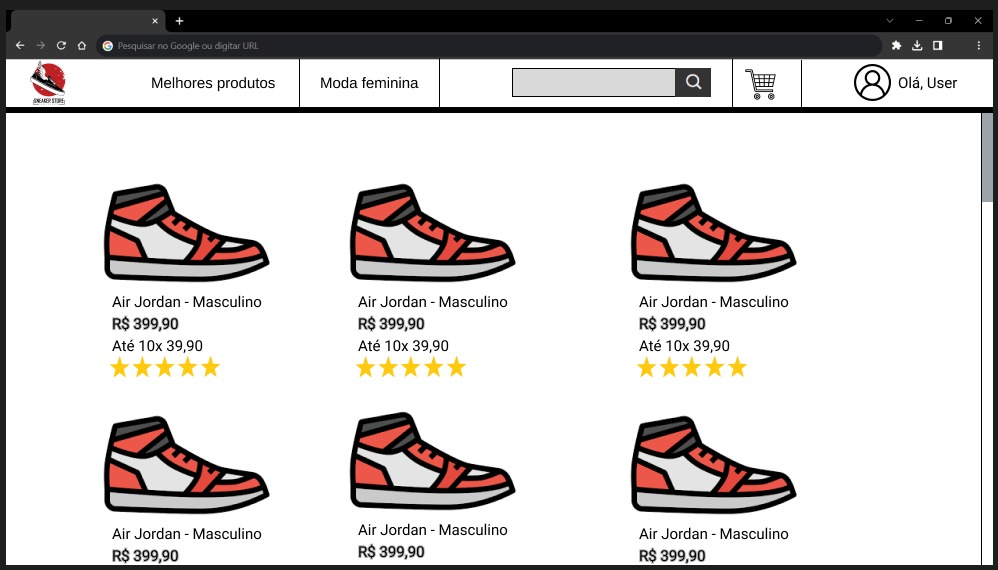 Pesquisar no Google ou digitar URL
SNEAKER STORE
Melhores produtos
Moda feminina
Olá, User
Air Jordan - Masculino
R$ 399,90
Até 10x 39,90
Air Jordan - Masculino
R$ 399,90
Até 10x 39,90
Air Jordan - Masculino
R$ 399,90
Até 10x 39,90
Air Jordan - Masculino
R$ 399,90
Air Jordan - Masculino
R$ 399,90
Air Jordan - Masculino
R$ 399,90